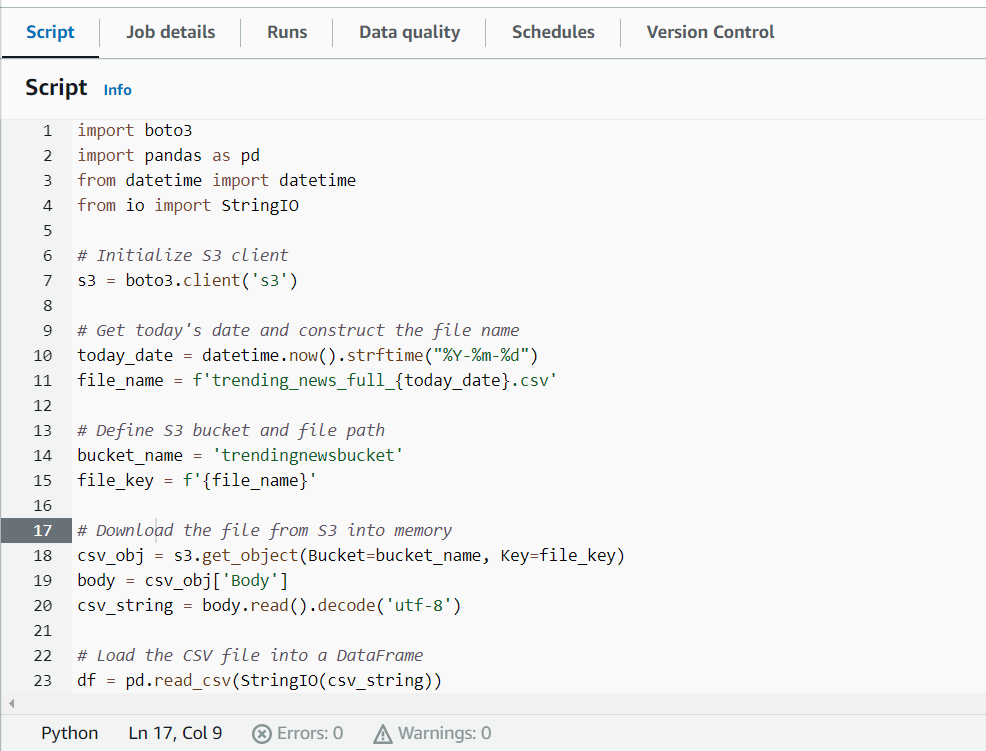 Script Job details Runs Data quality Schedules Version Control
Script Info
1 import boto3
2 import pandas as pd
3 from datetime import datetime
4 from io import StringIO
5
6 # Initialize S3 client
7 s3 = boto3.client('s3')
8
9 # Get today's date and construct the file name
10 today_date = datetime.now().strftime("%Y-%m-%d")
11 file_name = f'trending_news_full_{today_date}.csv'
12
13 # Define S3 bucket and file path
14 bucket_name = 'trendingnewsbucket'
15 file_key = f'{file_name}'
16
17 # Download the file from S3 into memory
18 csv_obj = s3.get_object(Bucket=bucket_name, Key=file_key)
19 body = csv_obj['Body']
20 csv_string = body.read().decode('utf-8')
21
22 # Load the CSV file into a DataFrame
23 df = pd.read_csv(StringIO(csv_string))
Python Ln 17, Col 9 Errors: 0 Warnings: 0